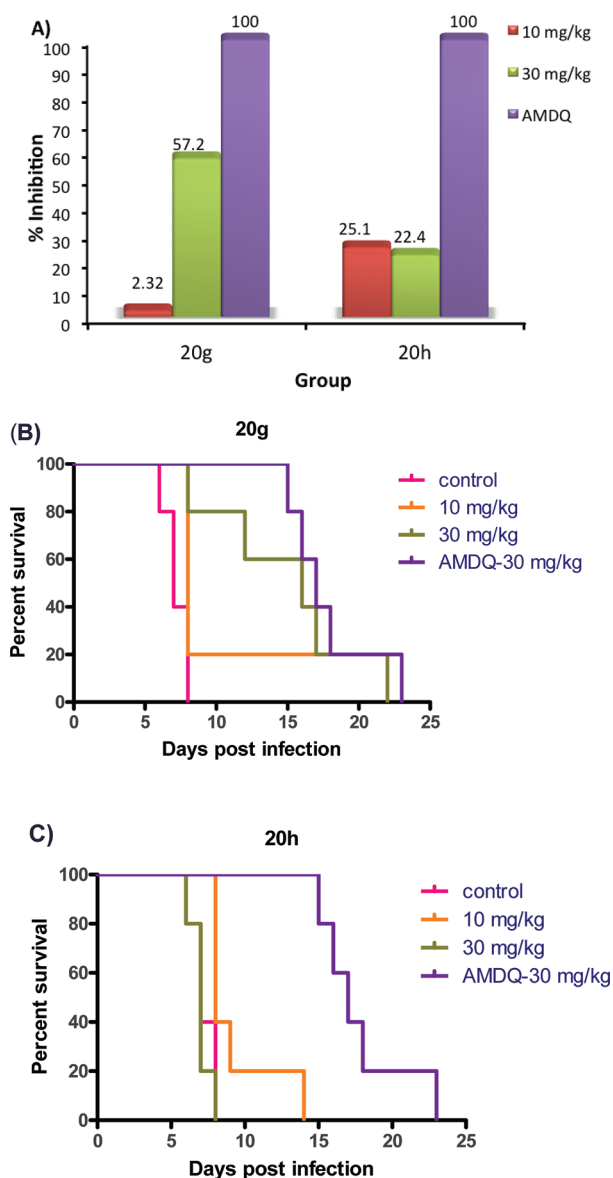 A)
% Inhibition
100
90
80
70
60
50
40
30
20
10
0
2.32
57.2
100
25.1
22.4
100
20g
20h
Group
10 mg/kg
30 mg/kg
AMDQ
(B)
20g
Percent survival
100
80
60
40
20
0
0 5 10 15 20 25
Days post infection
control
10 mg/kg
30 mg/kg
AMDQ-30 mg/kg
C)
20h
Percent survival
100
80
60
40
20
0
0 5 10 15 20 25
Days post infection
control
10 mg/kg
30 mg/kg
AMDQ-30 mg/kg